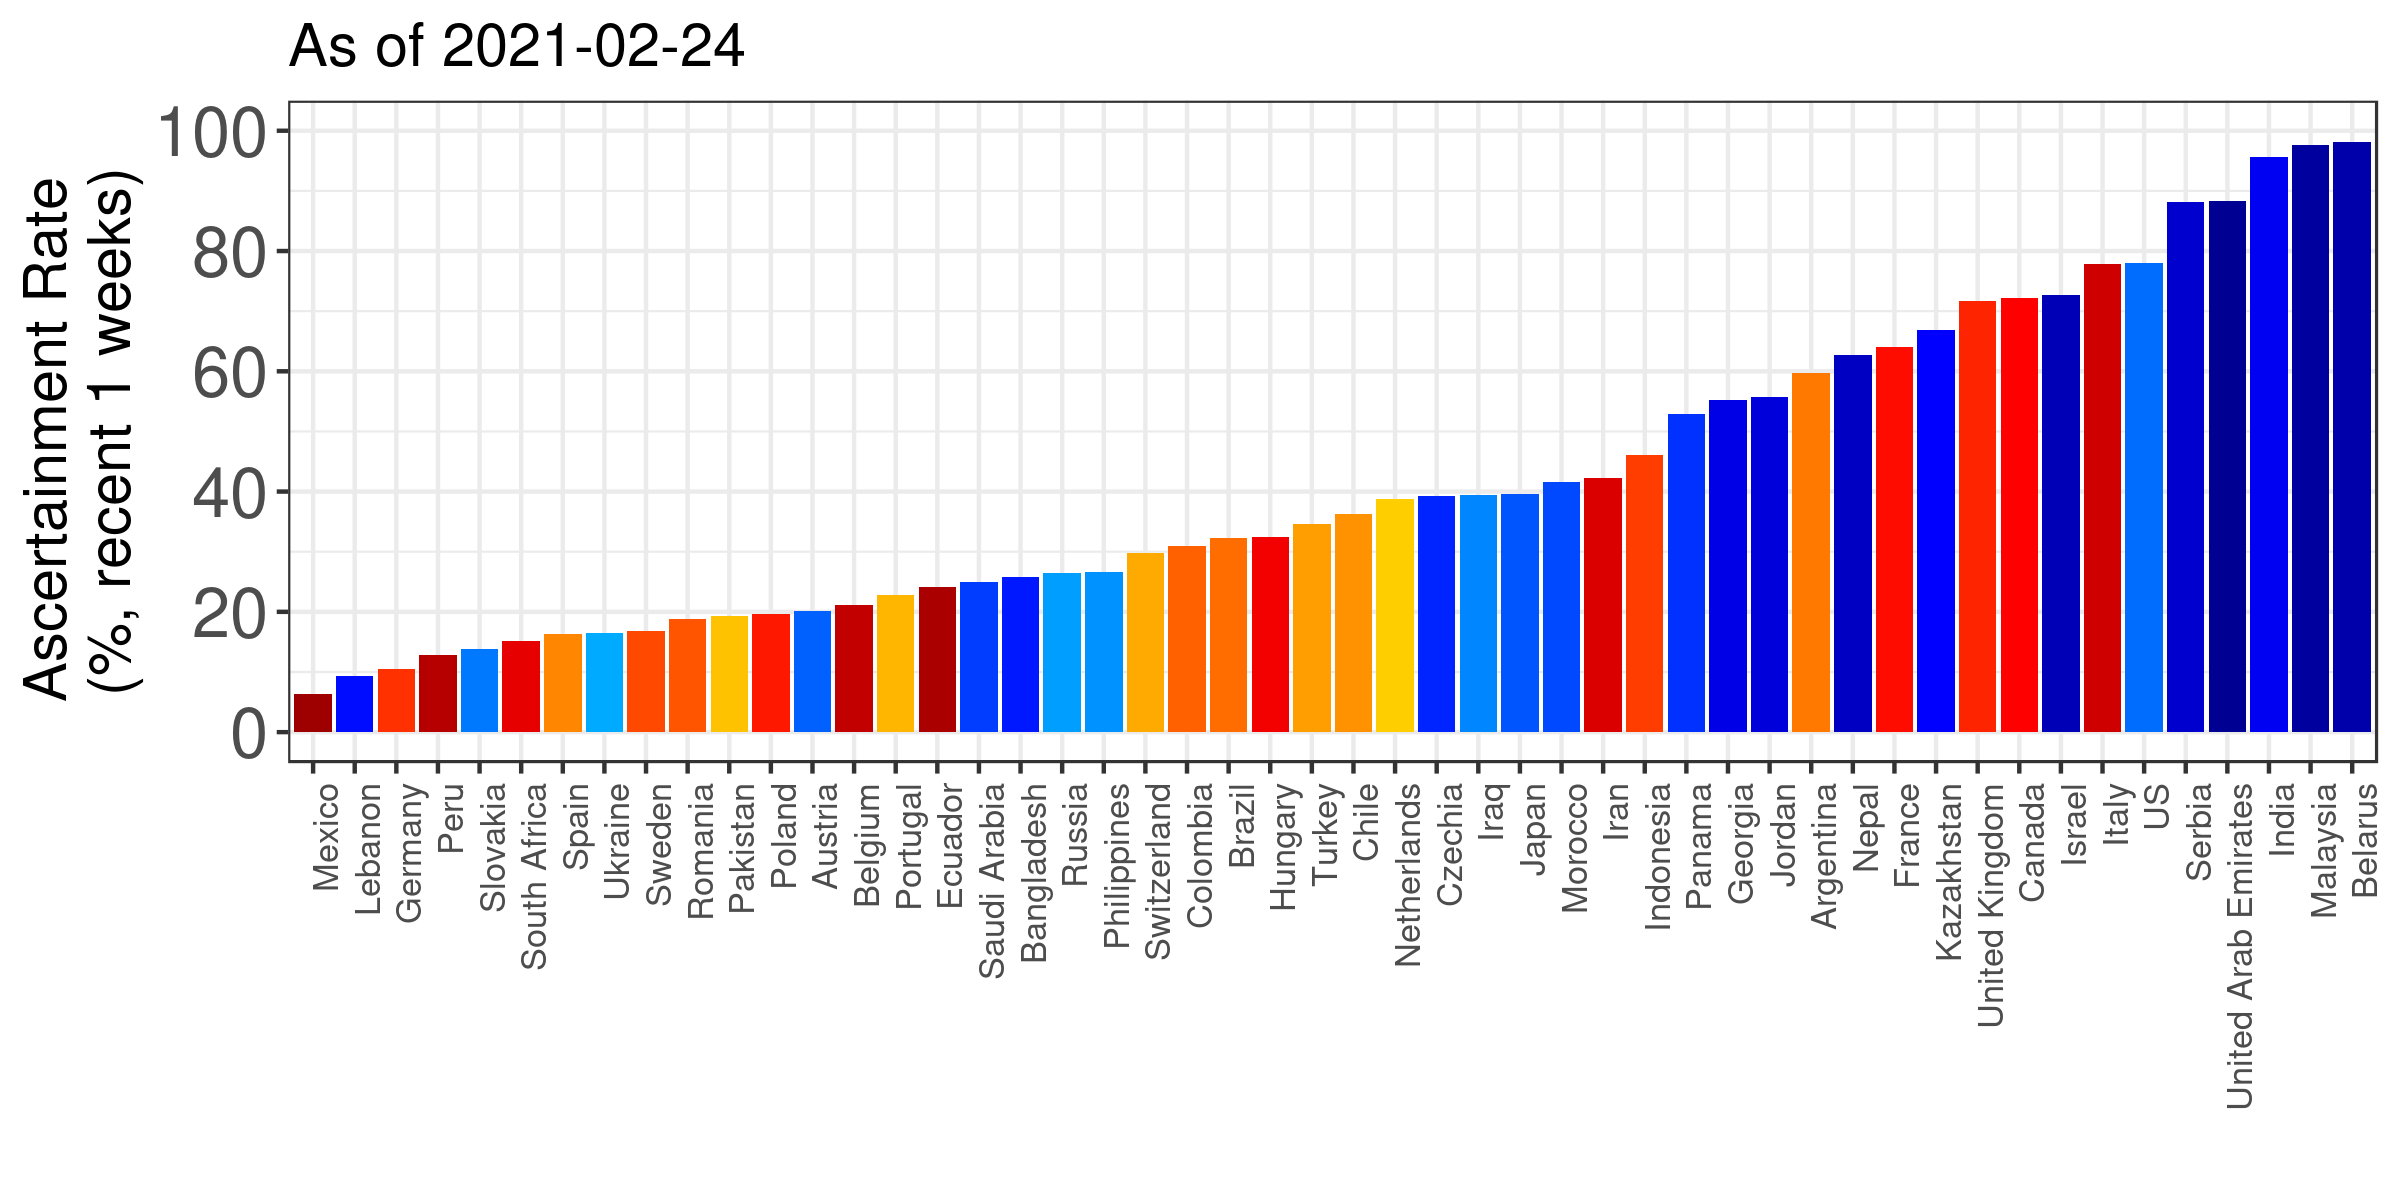 As of 2021-02-24
Ascertainment Rate
(%, recent 1 weeks)
100
80
60
40
20
0
Mexico
Lebanon
Germany
Peru
Slovakia
South Africa
Spain
Ukraine
Sweden
Romania
Pakistan
Poland
Austria
Belgium
Portugal
Ecuador
Saudi Arabia
Bangladesh
Russia
Philippines
Switzerland
Colombia
Brazil
Hungary
Turkey
Chile
Netherlands
Czechia
Iraq
Japan
Morocco
Iran
Indonesia
Panama
Georgia
Jordan
Argentina
Nepal
France
Kazakhstan
United Kingdom
Canada
Israel
Italy
US
Serbia
United Arab Emirates
India
Malaysia
Belarus